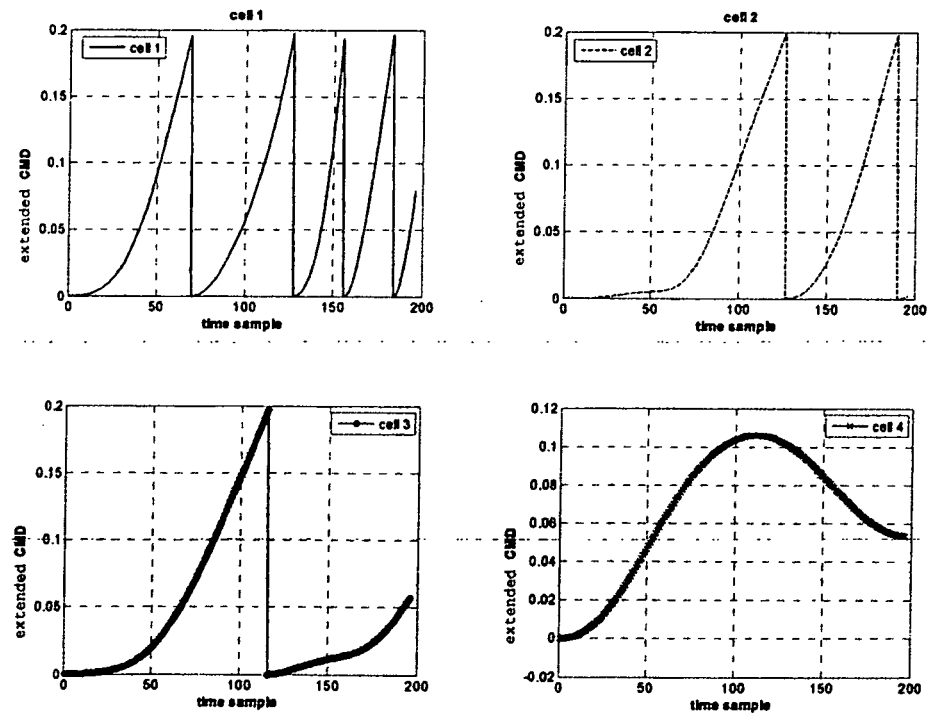 cell 1
cell 2
0.2
0.15
0.1
0.05
0
cell 1
extended CMD
0 50 100 150 200
time sample
0.2
0.15
0.1
0.05
0
cell 2
extended CMD
0 50 100 150 200
time sample
0.2
0.15
0.1
0.05
0
cell 3
extended CMD
0 50 100 150 200
time sample
0.12
0.1
0.08
0.06
0.04
0.02
0
-0.02
cell 4
extended CMD
0 50 100 150 200
time sample